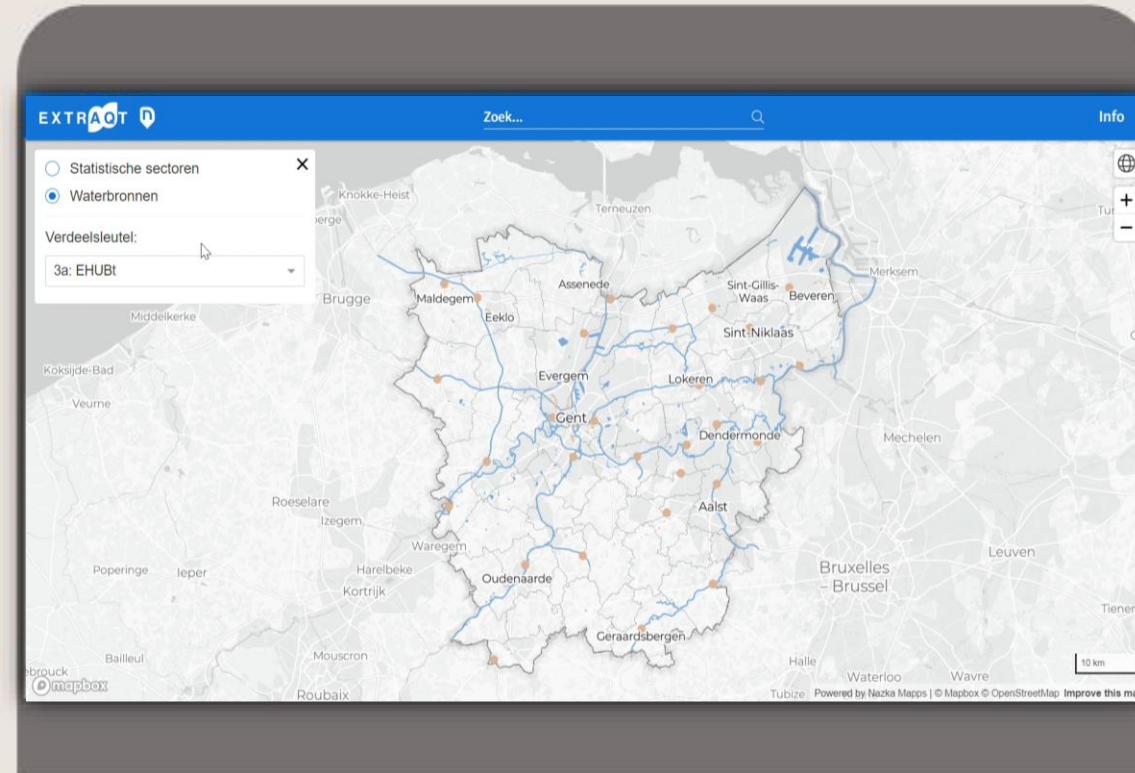 EXTRAQT
Zoek...
Info
Statistische sectoren
Waterbronnen
Verdeelsleutel:
3a: EHUBt
Knokke-Heist
Terneuzen
Merksem
Brugge
Maldegem
Assenede
Sint-Gillis-
Waas
Beveren
Middelkerke
Eeklo
Sint-Niklaas
Koksijde-Bad
Evergem
Lokeren
Veurne
Gent
Dendermonde
Mechelen
Roeselare
Aalst
Izegem
Waregem
Leuven
Poperinge
Ieper
Harelbeke
Oudenaarde
Bruxelles
– Brussel
Kortrijk
Tiener
Geraardsbergen
Bailleul
Mouscron
Halle
10 km
Waterloo
Wavre
ebrouck
mapbox
Roubaix
Tubize
Powered by Nazka Mapps | © Mapbox © OpenStreetMap Improve this ma